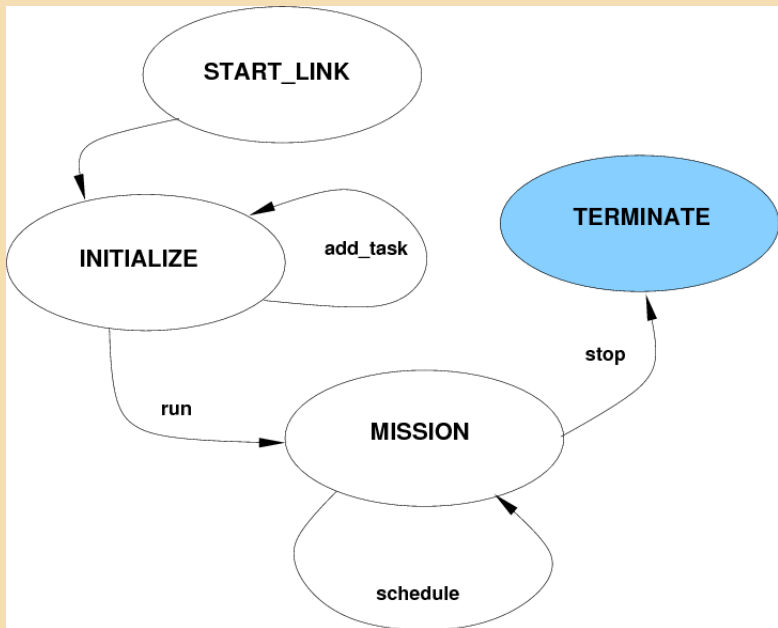 START_LINK
INITIALIZE
add_task
TERMINATE
run
stop
MISSION
schedule